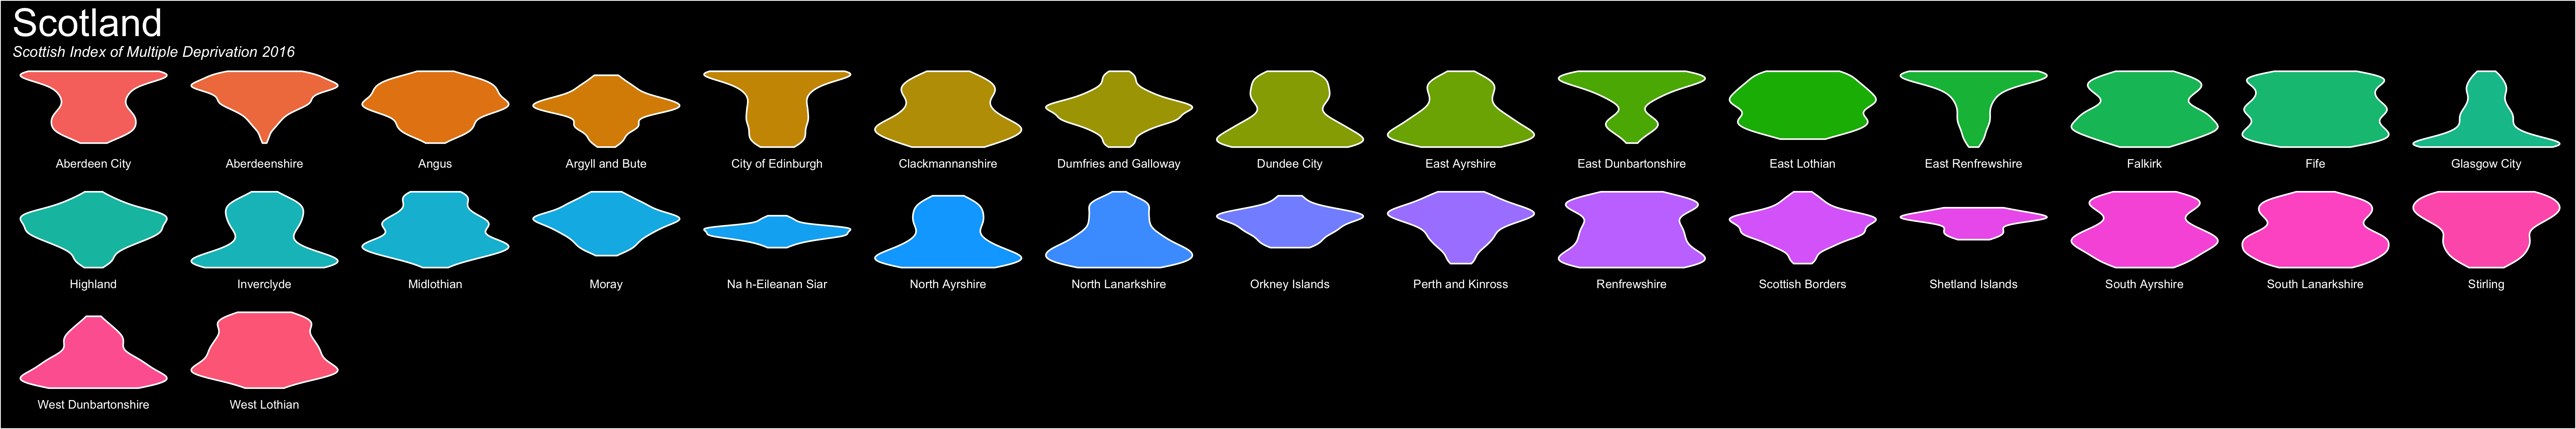 Scotland
Scottish Index of Multiple Deprivation 2016
Aberdeen City
Aberdeenshire
Angus
Argyll and Bute
City of Edinburgh
Clackmannanshire
Dumfries and Galloway
Dundee City
East Ayrshire
East Dunbartonshire
East Lothian
East Renfrewshire
Falkirk
Fife
Glasgow City
Highland
Inverclyde
Midlothian
Moray
Na h-Eileanan Siar
North Ayrshire
North Lanarkshire
Orkney Islands
Perth and Kinross
Renfrewshire
Scottish Borders
Shetland Islands
South Ayrshire
South Lanarkshire
Stirling
West Dunbartonshire
West Lothian